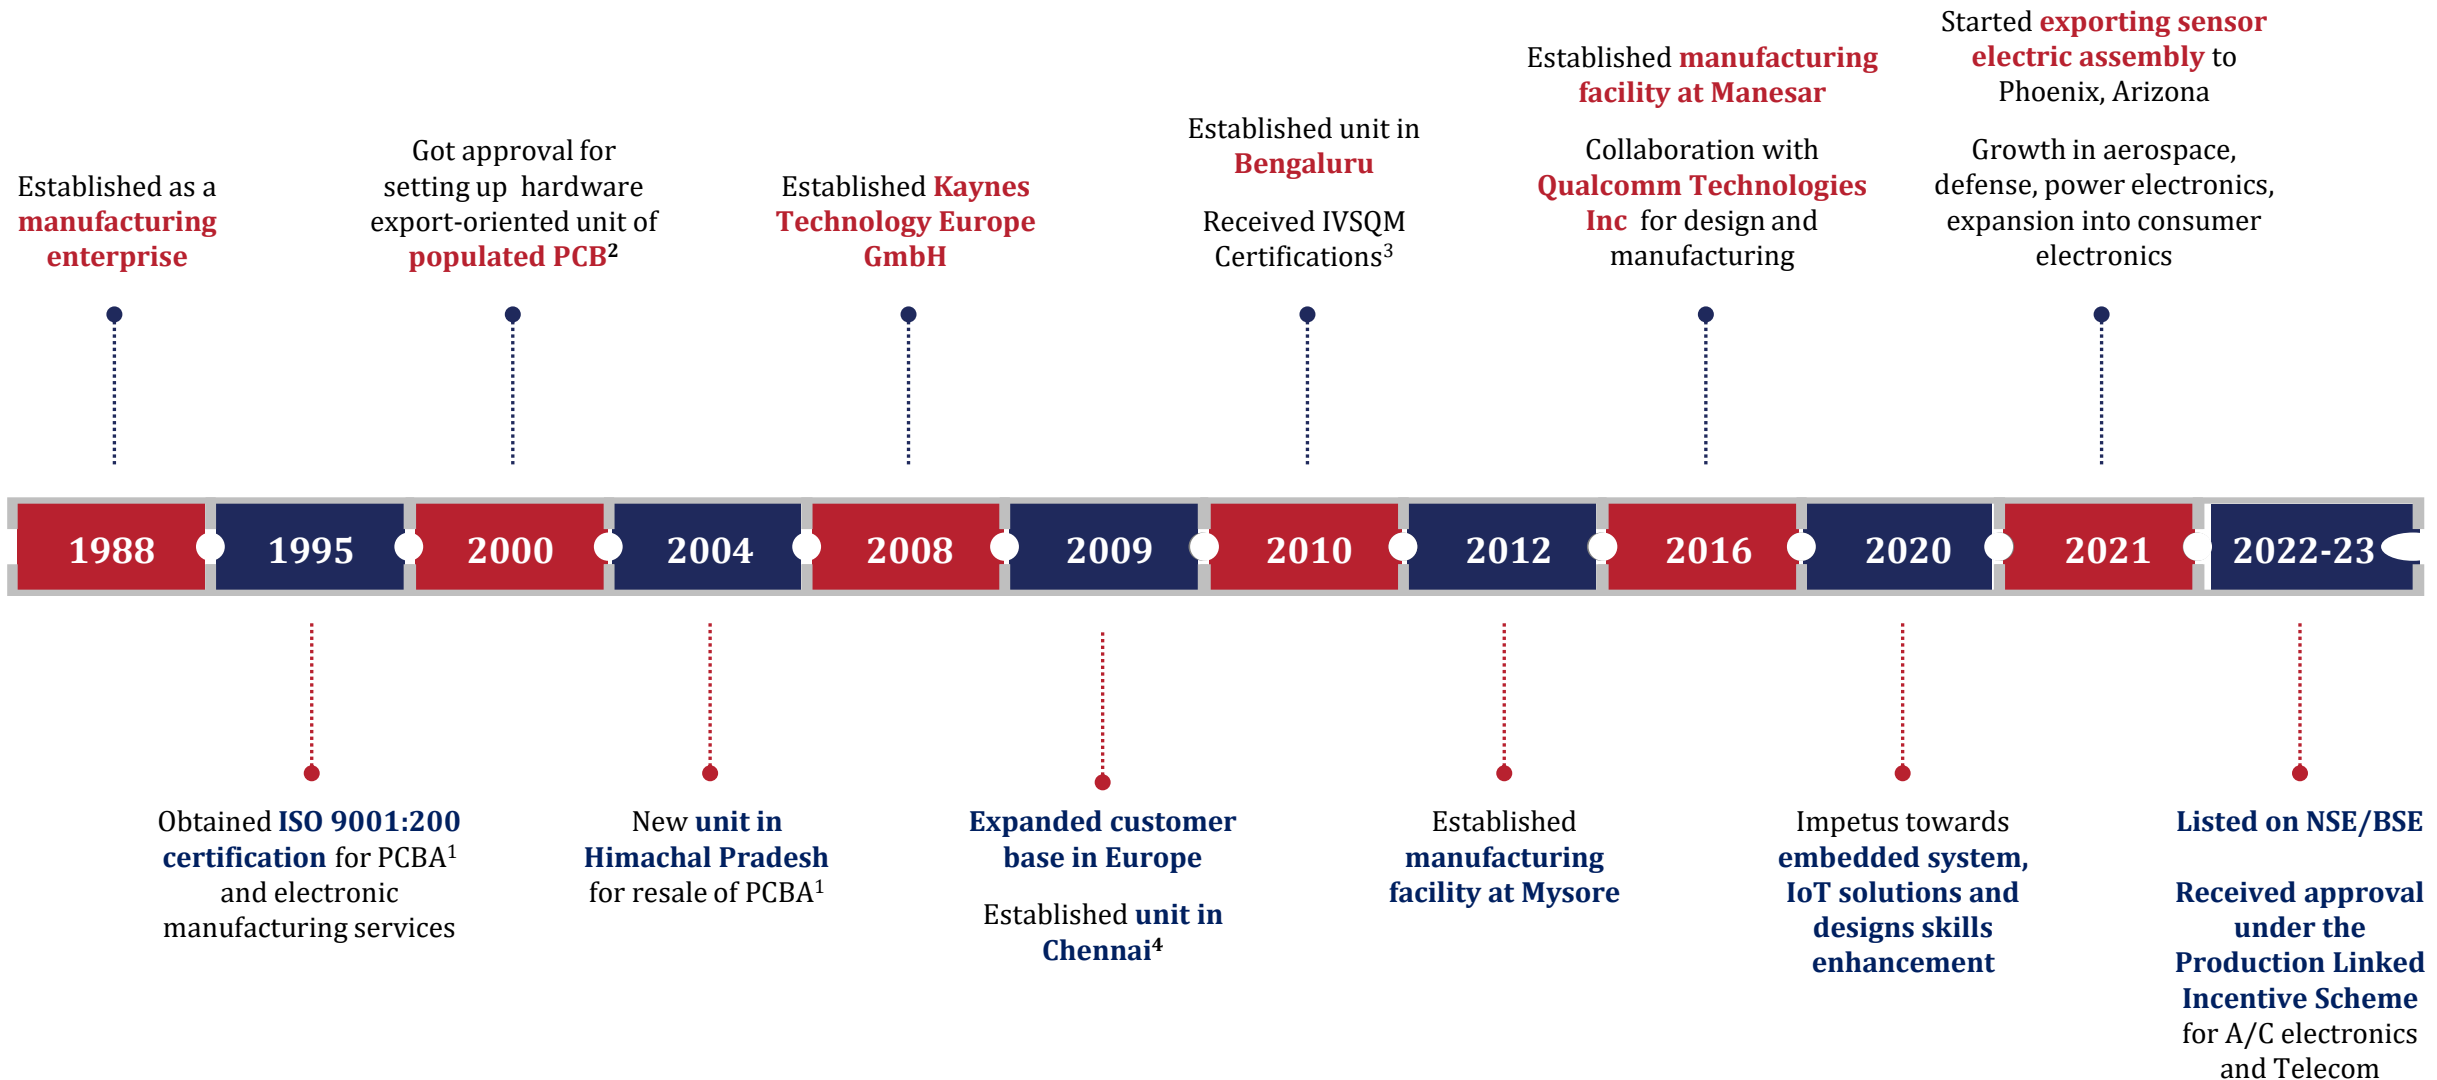 Established as a
manufacturing
enterprise
Got approval for
setting up hardware
export-oriented unit of
populated PCB²
Established Kaynes
Technology Europe
GmbH
Established unit in
Bengaluru
Received IVSQM
Certifications³
Established manufacturing
facility at Manesar
Collaboration with
Qualcomm Technologies
Inc for design and
manufacturing
Started exporting sensor
electric assembly to
Phoenix, Arizona
Growth in aerospace,
defense, power electronics,
expansion into consumer
electronics
1988 1995 2000 2004 2008 2009 2010 2012 2016 2020 2021 2022-23
Obtained ISO 9001:200
certification for PCBA¹
and electronic
manufacturing services
New unit in
Himachal Pradesh
for resale of PCBA¹
Expanded customer
base in Europe
Established unit in
Chennai⁴
Established
manufacturing
facility at Mysore
Impetus towards
embedded system,
IoT solutions and
designs skills
enhancement
Listed on NSE/BSE
Received approval
under the
Production Linked
Incentive Scheme
for A/C electronics
and Telecom